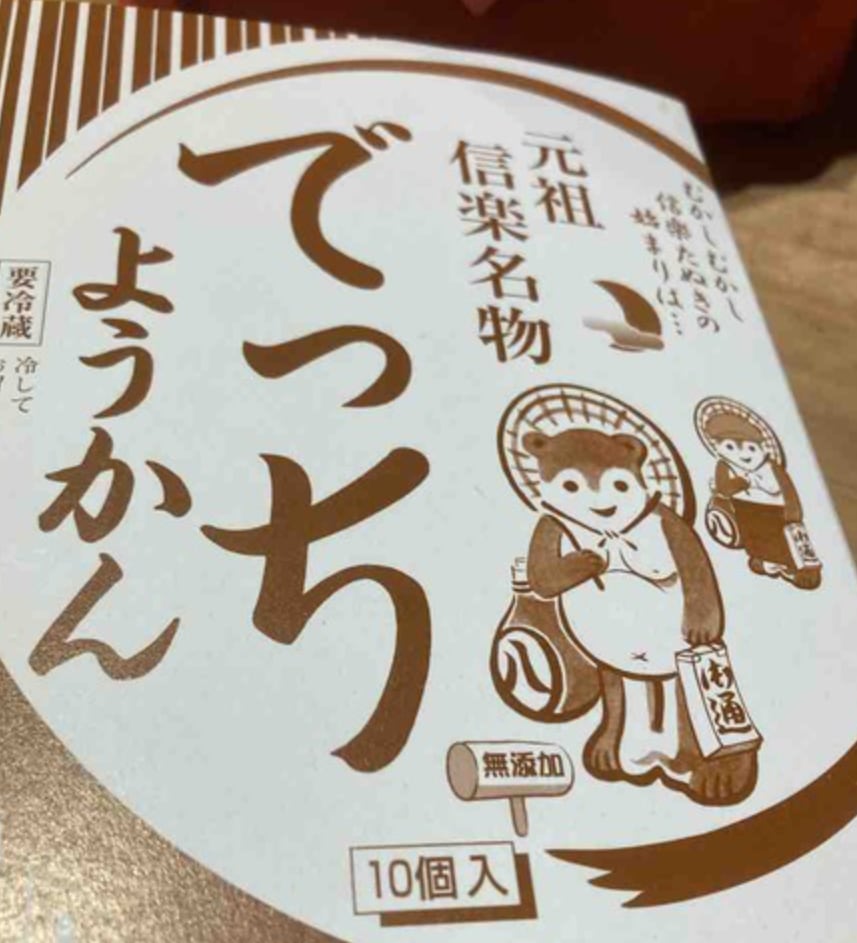 むかしむかし
信楽たぬきの
始まりは…
元祖
信楽名物
でっち
ようかん
要冷蔵
冷して
八
通
八
通
無添加
10個入